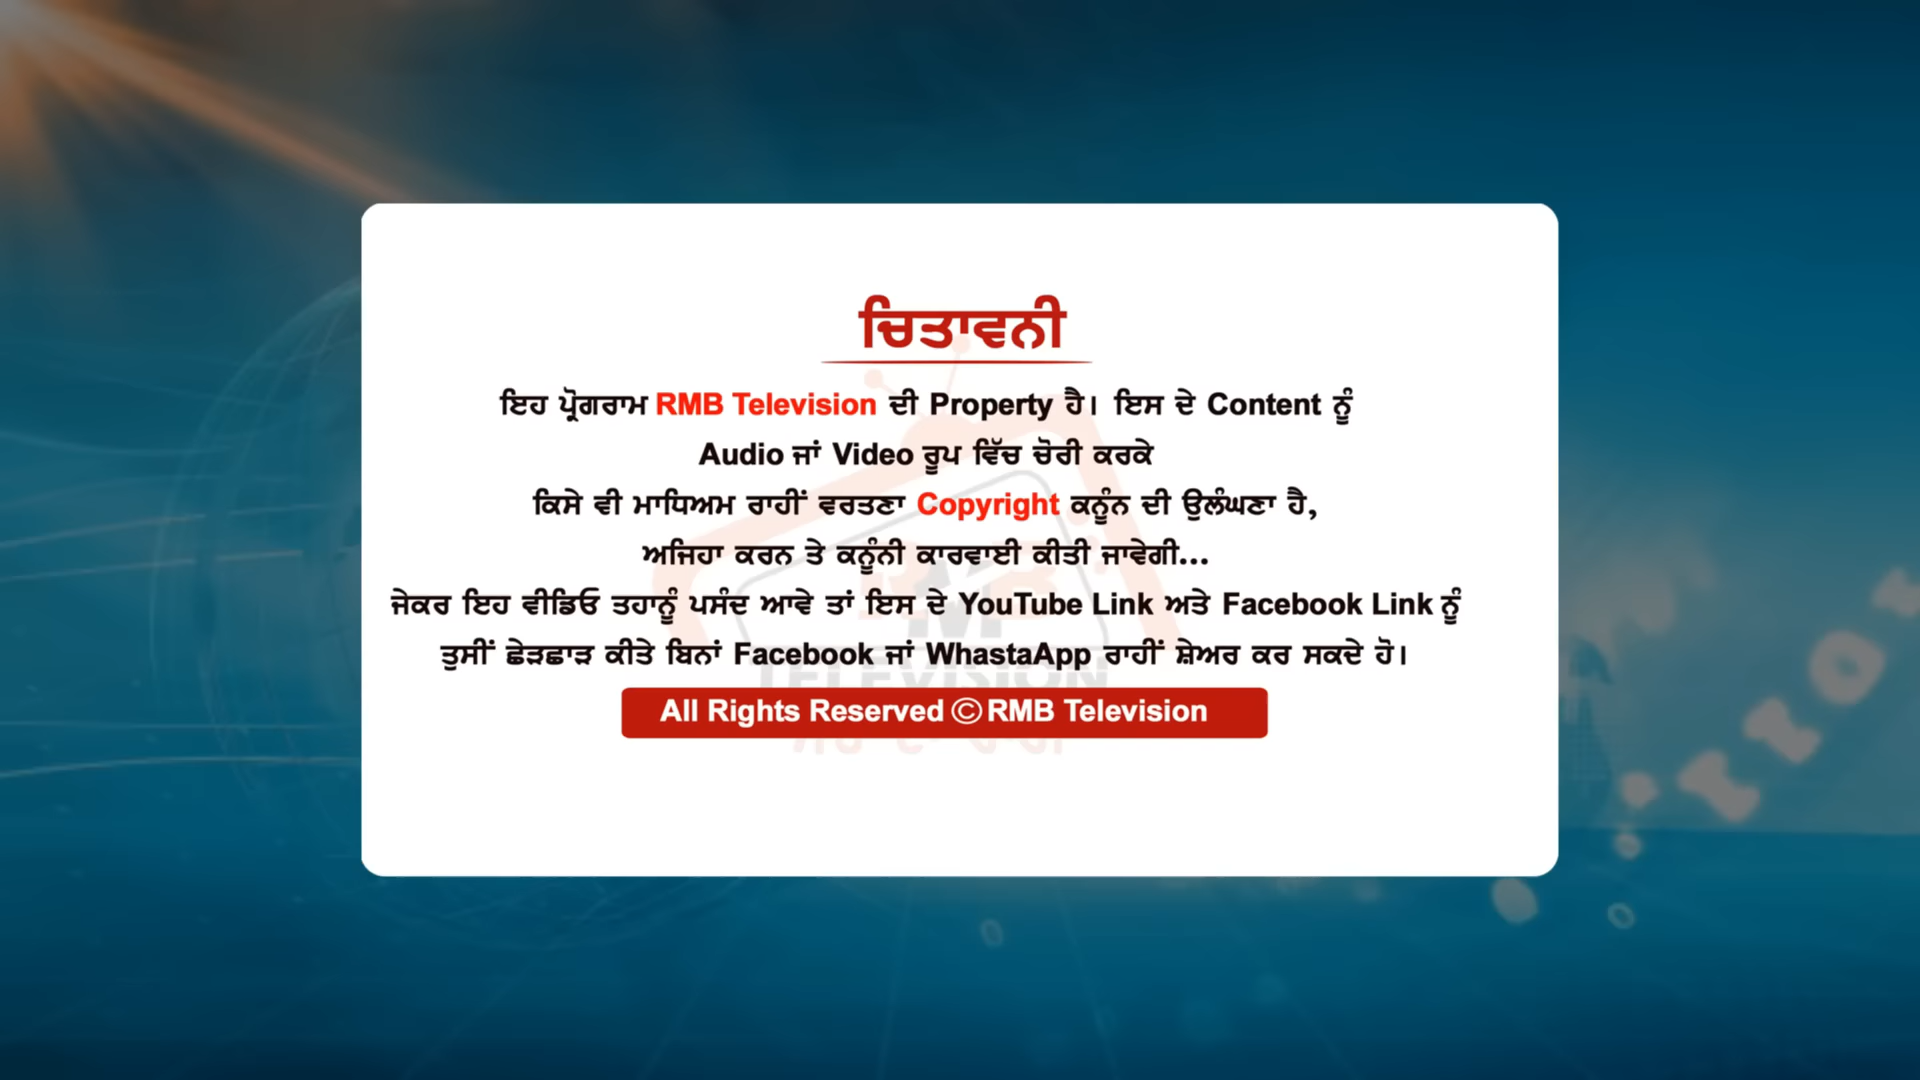 ਚਿਤਾਵਨੀ
ਇਹ ਪ੍ਰੋਗਰਾਮ RMB Television ਦੀ Property ਹੈ। ਇਸ ਦੇ Content ਨੂੰ
Audio ਜਾਂ Video ਰੂਪ ਵਿੱਚ ਚੋਰੀ ਕਰਕੇ
ਕਿਸੇ ਵੀ ਮਾਧਿਅਮ ਰਾਹੀਂ ਵਰਤਣਾ Copyright ਕਨੂੰਨ ਦੀ ਉਲੰਘਣਾ ਹੈ,
ਅਜਿਹਾ ਕਰਨ ਤੇ ਕਨੂੰਨੀ ਕਾਰਵਾਈ ਕੀਤੀ ਜਾਵੇਗੀ...
ਜੇਕਰ ਇਹ ਵੀਡਿਓ ਤਹਾਨੂੰ ਪਸੰਦ ਆਵੇ ਤਾਂ ਇਸ ਦੇ YouTube Link ਅਤੇ Facebook Link ਨੂੰ
ਤੁਸੀਂ ਛੇੜਛਾੜ ਕੀਤੇ ਬਿਨਾਂ Facebook ਜਾਂ WhastaApp ਰਾਹੀਂ ਸ਼ੇਅਰ ਕਰ ਸਕਦੇ ਹੋ।
TELEVISION
All Rights Reserved © RMB Television